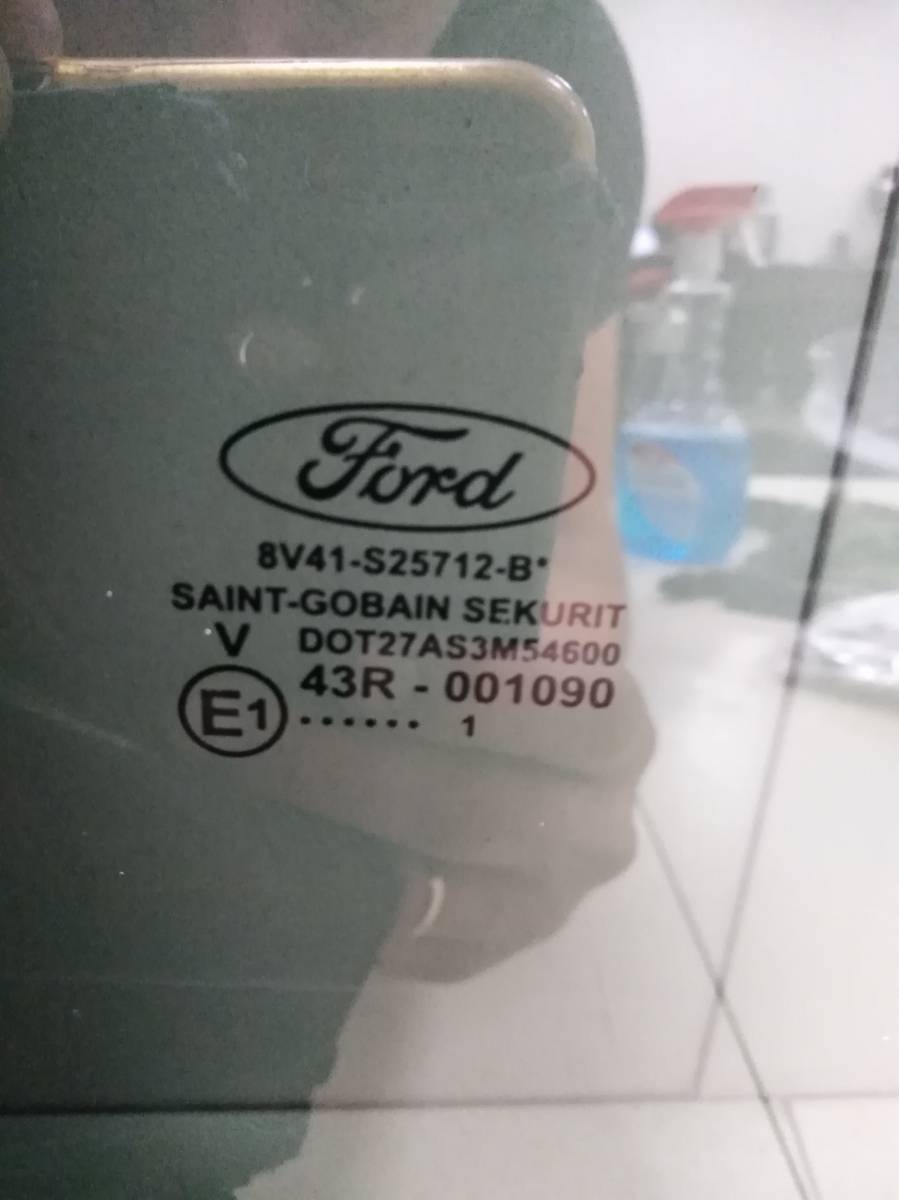 Ford
8V41-S25712-B*
SAINT-GOBAIN SEKURIT
V DOT27AS3M54600
43R - 001090
E1 ...... 1